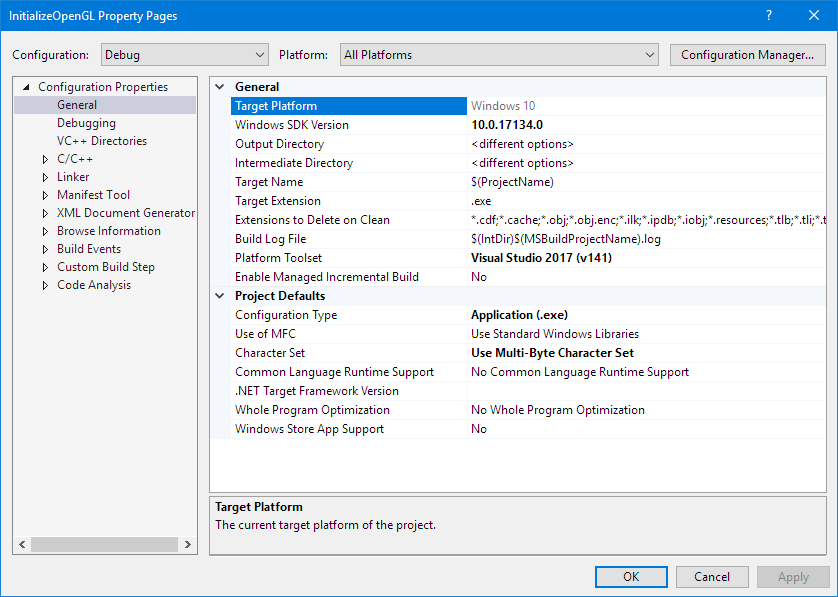 InitializeOpenGL Property Pages
Configuration: Debug Platform: All Platforms Configuration Manager...
Configuration Properties
General
Debugging
VC++ Directories
C/C++
Linker
Manifest Tool
XML Document Generator
Browse Information
Build Events
Custom Build Step
Code Analysis
General
Target Platform Windows 10
Windows SDK Version 10.0.17134.0
Output Directory <different options>
Intermediate Directory <different options>
Target Name $(ProjectName)
Target Extension .exe
Extensions to Delete on Clean *.cdf;*.cache;*.obj;*.obj.enc;*.ilk;*.ipdb;*.iobj;*.resources;*.tlb;*.tli;*.t
Build Log File $(IntDir)$(MSBuildProjectName).log
Platform Toolset Visual Studio 2017 (v141)
Enable Managed Incremental Build No
Project Defaults
Configuration Type Application (.exe)
Use of MFC Use Standard Windows Libraries
Character Set Use Multi-Byte Character Set
Common Language Runtime Support No Common Language Runtime Support
.NET Target Framework Version
Whole Program Optimization No Whole Program Optimization
Windows Store App Support No
Target Platform
The current target platform of the project.
OK Cancel Apply